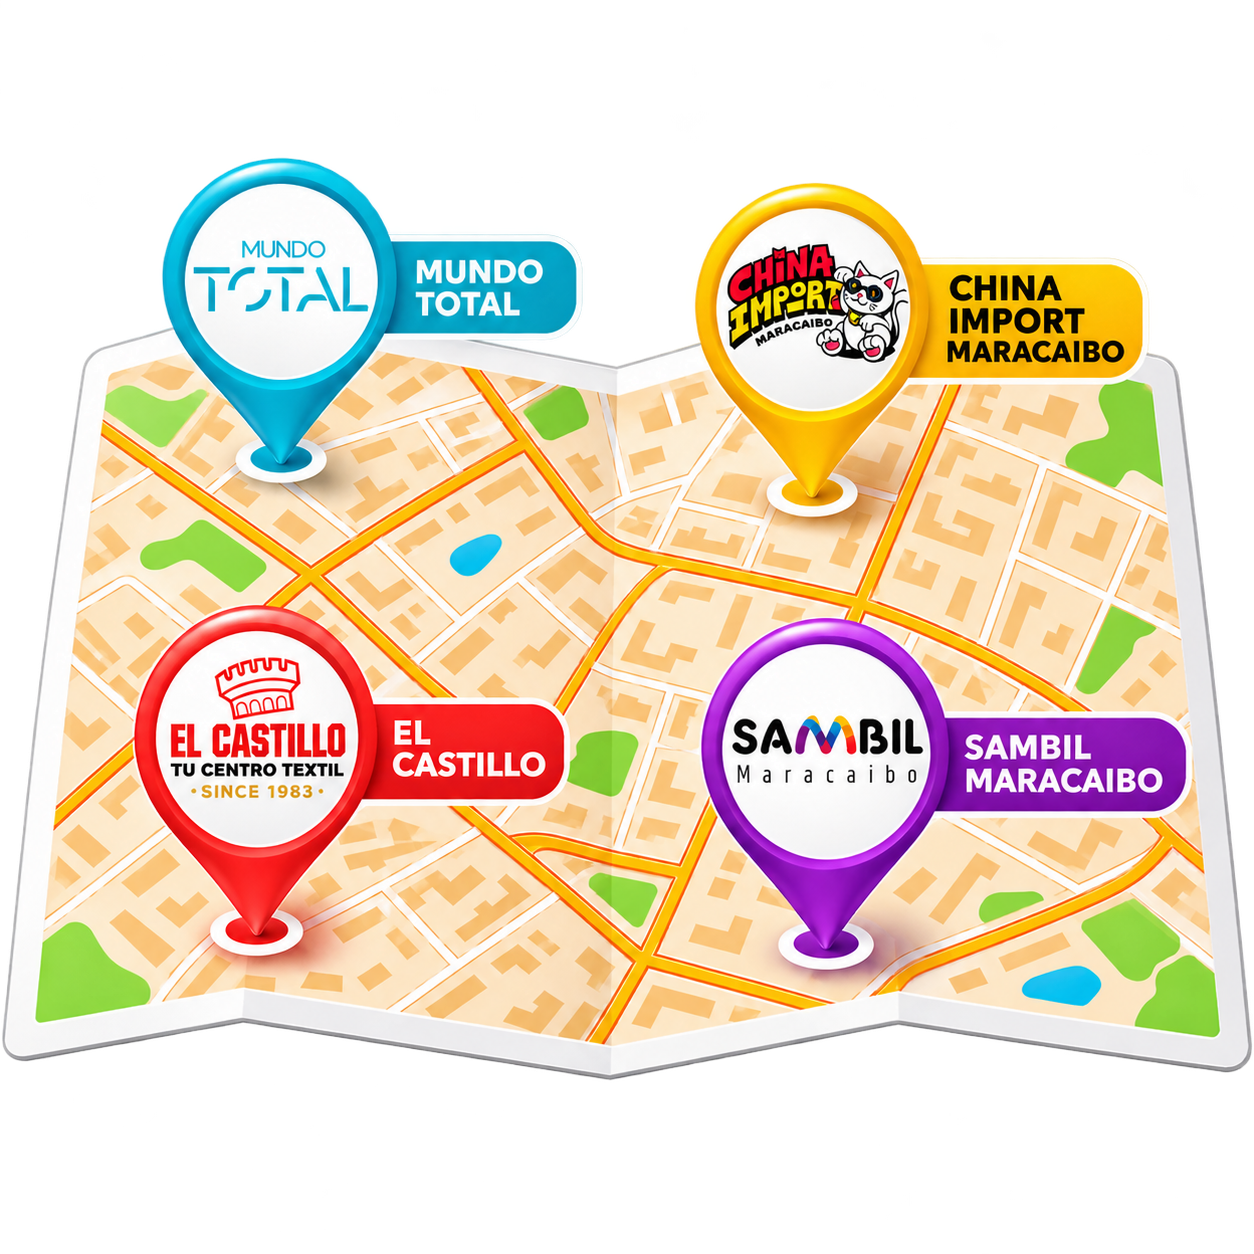 MUNDO
TOTAL
MUNDO
TOTAL
CHINA
IMPORT
MARACAIBO
CHINA
IMPORT
MARACAIBO
EL CASTILLO
TU CENTRO TEXTIL
• SINCE 1983 •
EL
CASTILLO
SAMBIL
Maracaibo
SAMBIL
MARACAIBO